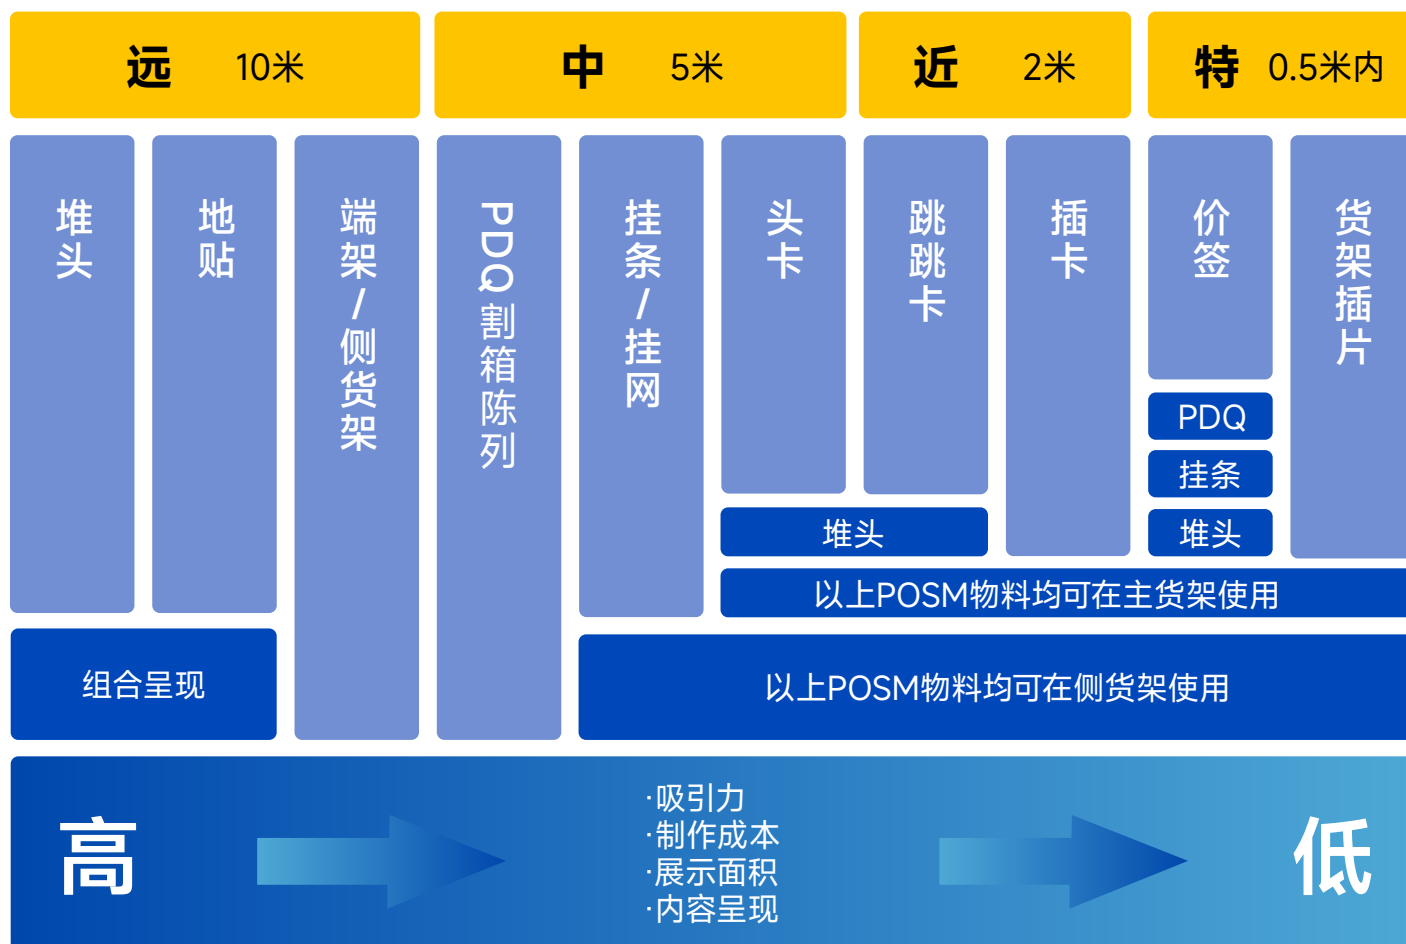 远 10米
中 5米
近 2米
特 0.5米内
堆头
地贴
端架/侧货架
PDQ割箱陈列
挂条/挂网
头卡
跳跳卡
插卡
价签
货架插片
PDQ
挂条
堆头
堆头
以上POSM物料均可在主货架使用
组合呈现
以上POSM物料均可在侧货架使用
高
·吸引力
·制作成本
·展示面积
·内容呈现
低